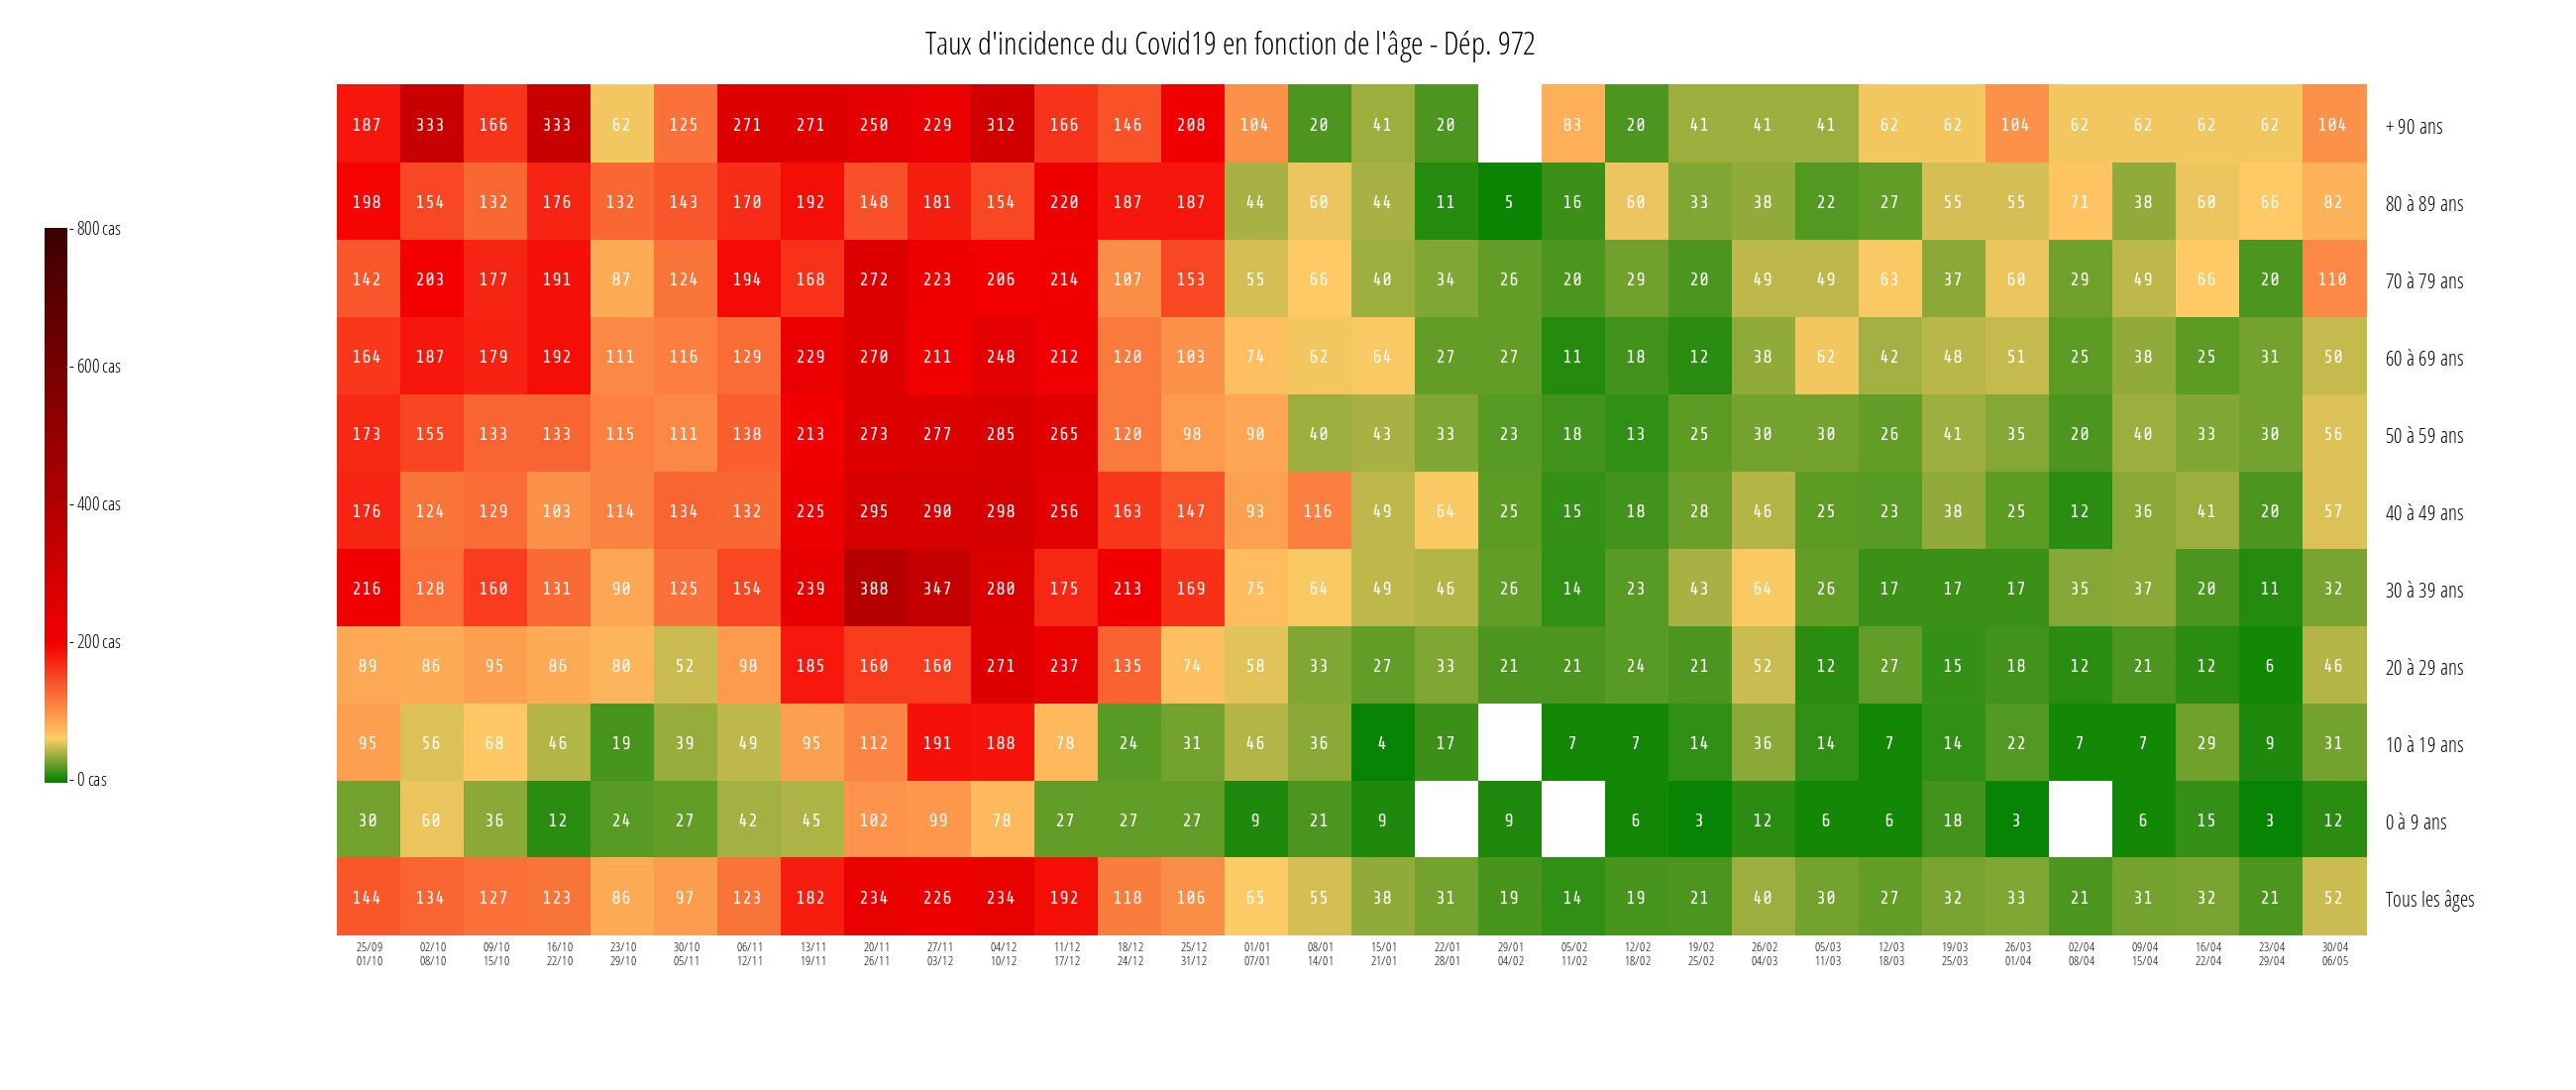 Taux d'incidence du Covid19 en fonction de l'âge - Dép. 972
187 333 166 333 62 125 271 271 250 229 312 166 146 208 104 20 41 20 83 20 41 41 41 62 62 104 62 62 62 62 104 + 90 ans
198 154 132 176 132 143 170 192 148 181 154 220 187 187 44 60 44 11 5 16 60 33 38 22 27 55 55 71 38 60 66 82 80 à 89 ans
- 800 cas
142 203 177 191 87 124 194 168 272 223 206 214 107 153 55 66 40 34 26 20 29 20 49 49 63 37 60 29 49 66 20 110 70 à 79 ans
164 187 179 192 111 116 129 229 270 211 248 212 120 103 74 62 64 27 27 11 18 12 38 62 42 48 51 25 38 25 31 50 60 à 69 ans
- 600 cas
173 155 133 133 115 111 138 213 273 277 285 265 120 98 90 40 43 33 23 18 13 25 30 30 26 41 35 20 40 33 30 56 50 à 59 ans
- 400 cas
176 124 129 103 114 134 132 225 295 290 298 256 163 147 93 116 49 64 25 15 18 28 46 25 23 38 25 12 36 41 20 57 40 à 49 ans
216 128 160 131 90 125 154 239 388 347 280 175 213 169 75 64 49 46 26 14 23 43 64 26 17 17 17 35 37 20 11 32 30 à 39 ans
- 200 cas
89 86 95 86 80 52 98 185 160 160 271 237 135 74 58 33 27 33 21 21 24 21 52 12 27 15 18 12 21 12 6 46 20 à 29 ans
95 56 68 46 19 39 49 95 112 191 188 78 24 31 46 36 4 17 7 7 14 36 14 7 14 22 7 7 29 9 31 10 à 19 ans
- 0 cas
30 60 36 12 24 27 42 45 102 99 78 27 27 27 9 21 9 9 6 3 12 6 6 18 3 6 15 3 12 0 à 9 ans
144 134 127 123 86 97 123 182 234 226 234 192 118 106 65 55 38 31 19 14 19 21 40 30 27 32 33 21 31 32 21 52 Tous les âges
25/09 02/10 09/10 16/10 23/10 30/10 06/11 13/11 20/11 27/11 04/12 11/12 18/12 25/12 01/01 08/01 15/01 22/01 29/01 05/02 12/02 19/02 26/02 05/03 12/03 19/03 26/03 02/04 09/04 16/04 23/04 30/04
01/10 08/10 15/10 22/10 29/10 05/11 12/11 19/11 26/11 03/12 10/12 17/12 24/12 31/12 07/01 14/01 21/01 28/01 04/02 11/02 18/02 25/02 04/03 11/03 18/03 25/03 01/04 08/04 15/04 22/04 29/04 06/05